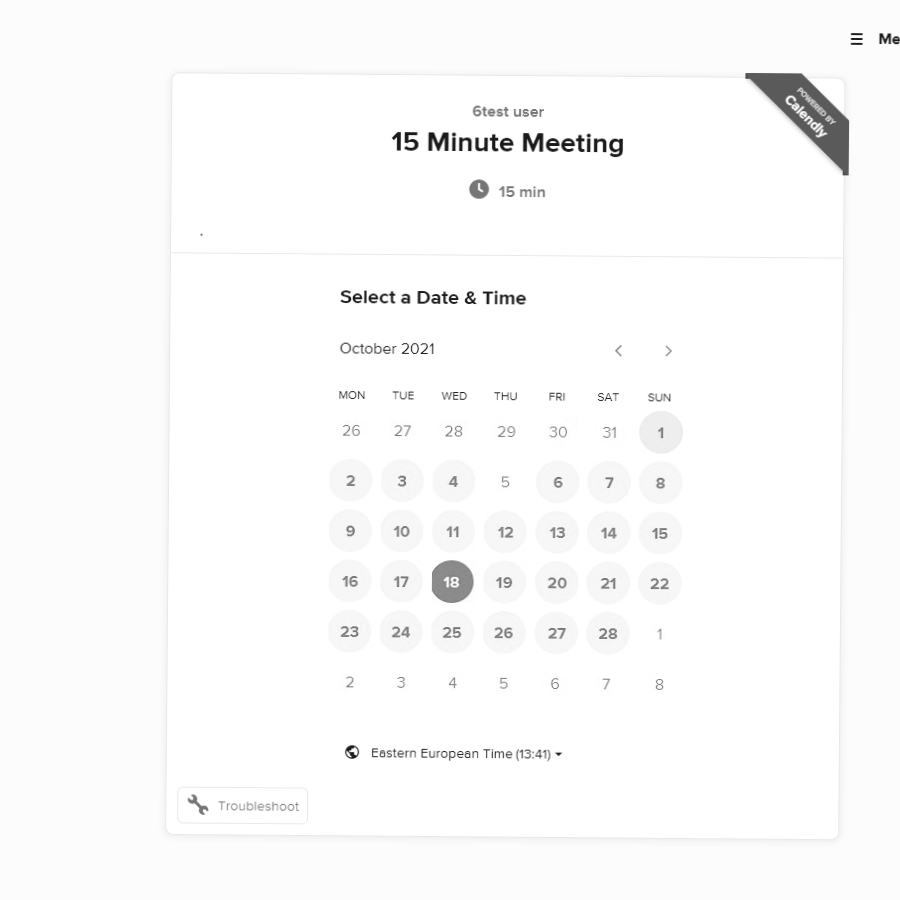 Me
POWERED BY
Calendly
6test user
15 Minute Meeting
15 min
.
Select a Date & Time
October 2021
MON TUE WED THU FRI SAT SUN
26 27 28 29 30 31 1
2 3 4 5 6 7 8
9 10 11 12 13 14 15
16 17 18 19 20 21 22
23 24 25 26 27 28 1
2 3 4 5 6 7 8
Eastern European Time (13:41)
Troubleshoot